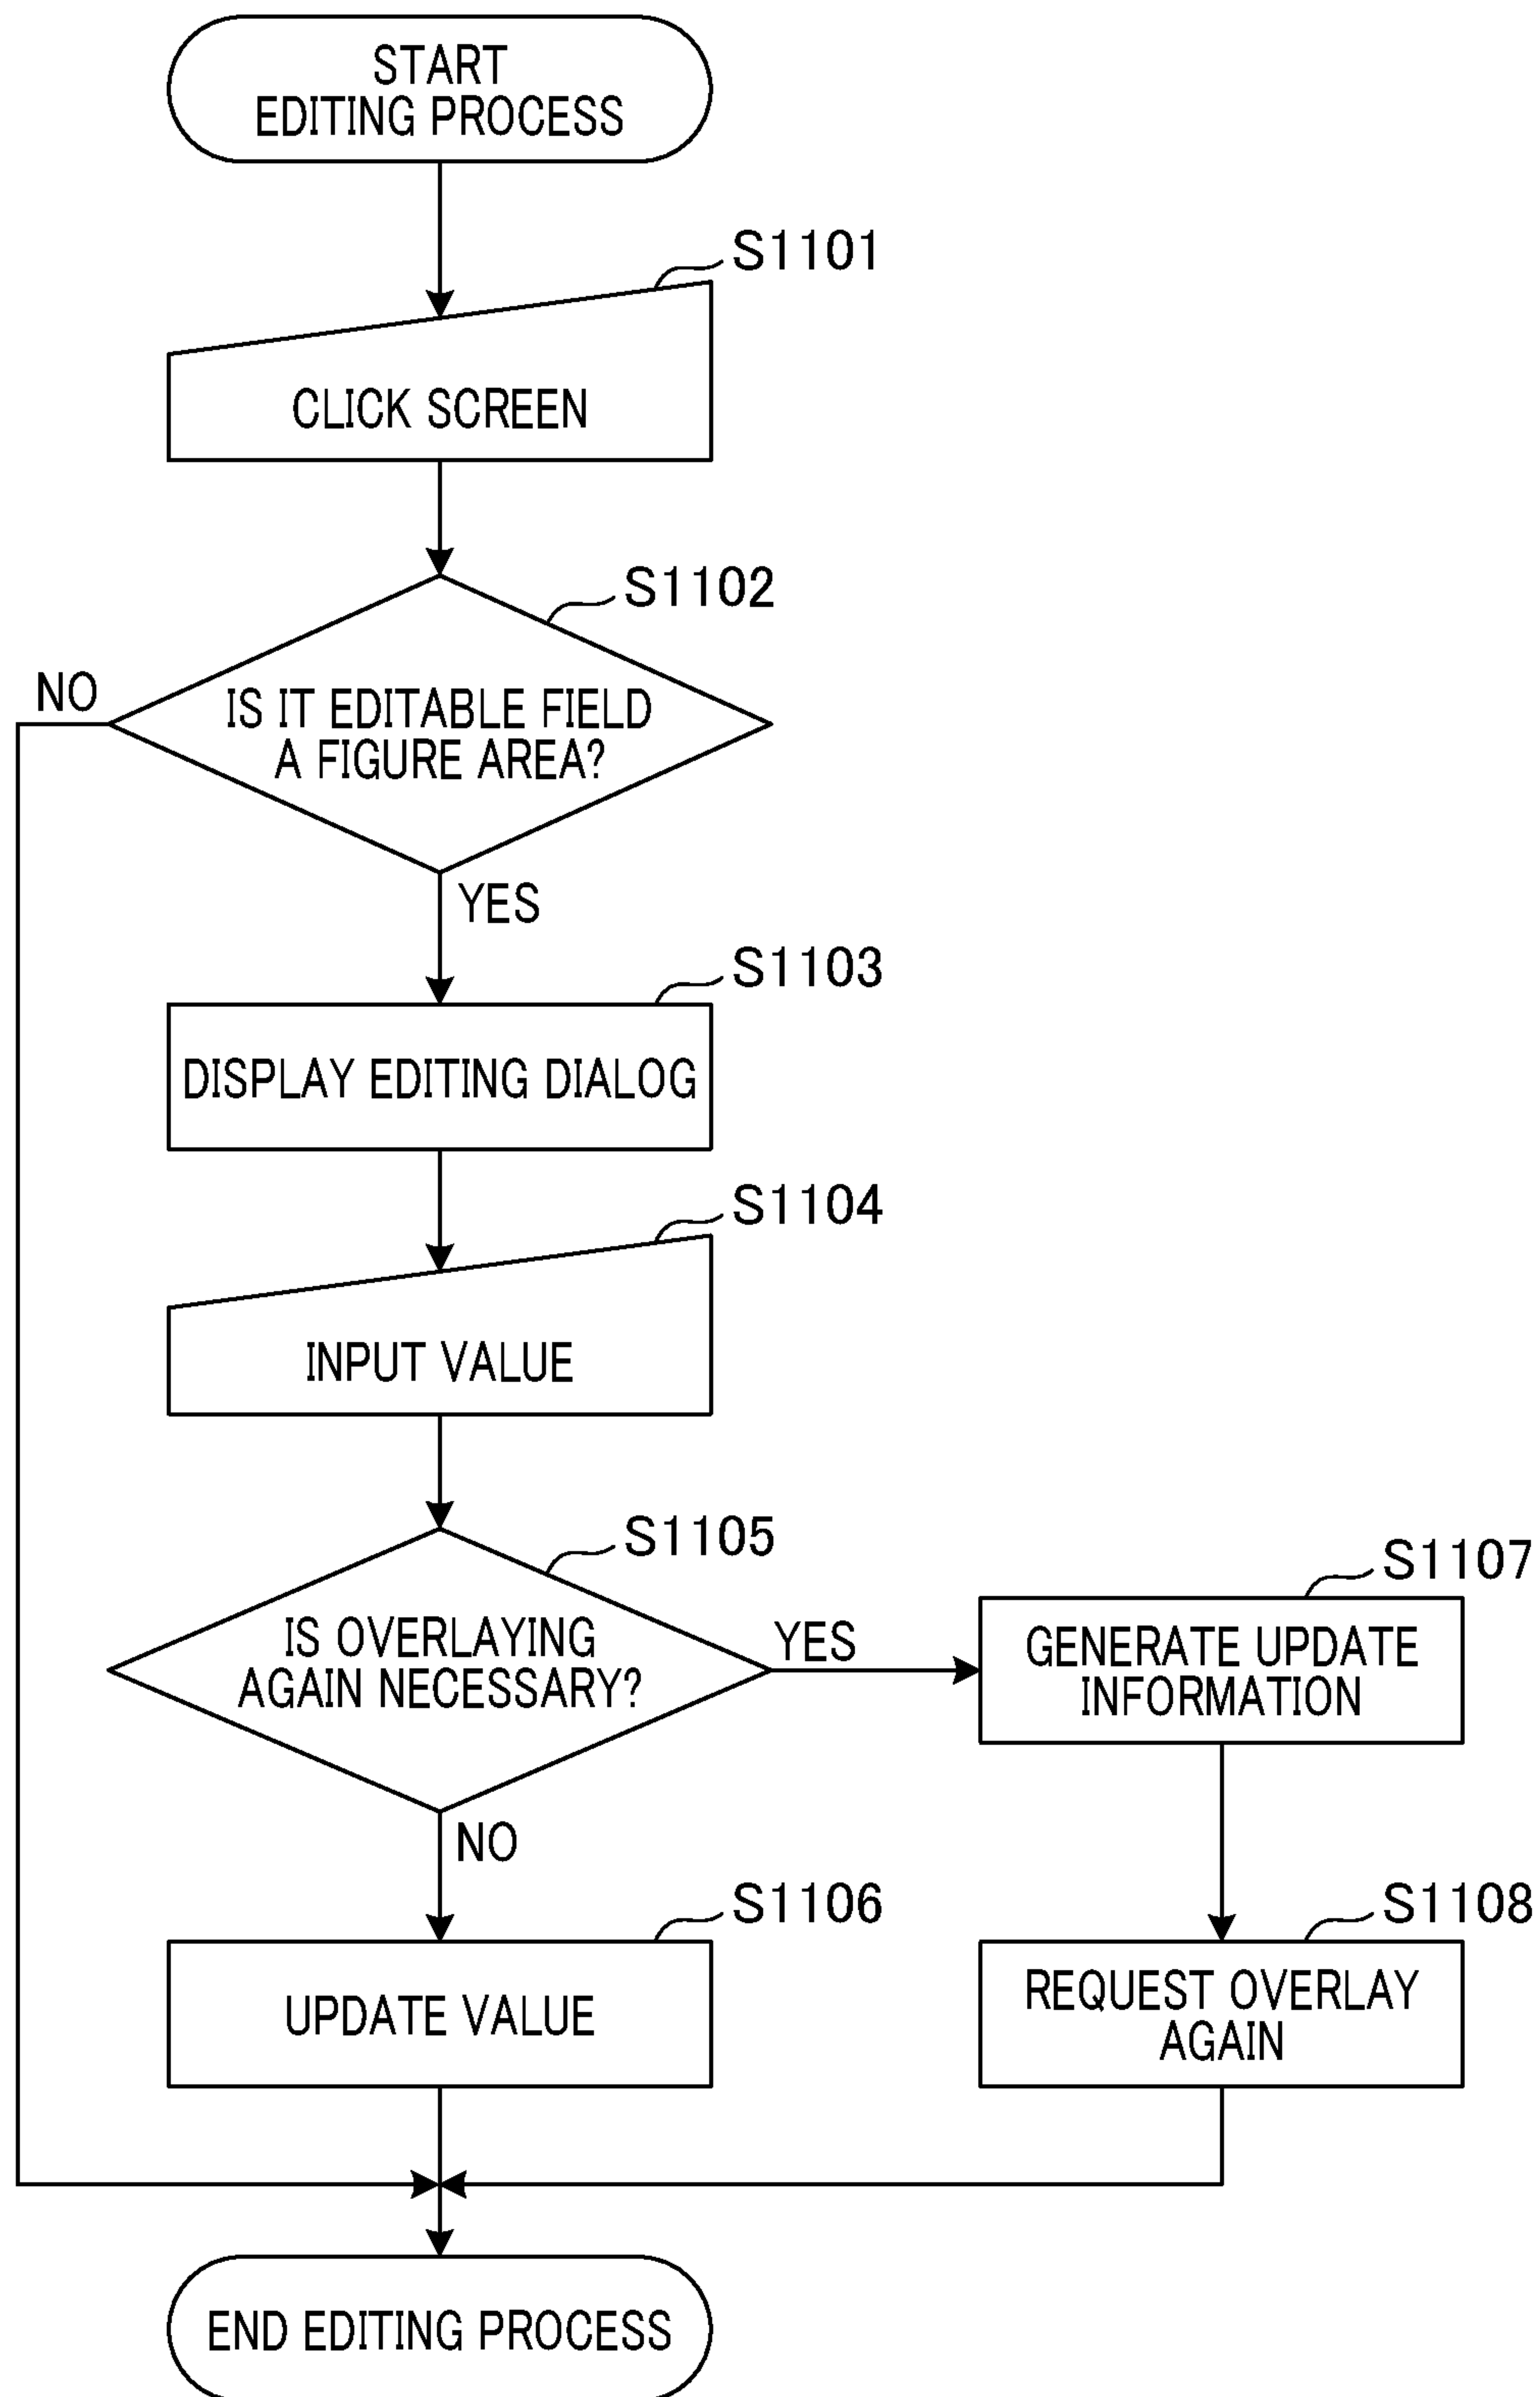 START
EDITING PROCESS
S1101
CLICK SCREEN
S1102
NO
IS IT EDITABLE FIELD
A FIGURE AREA?
YES
S1103
DISPLAY EDITING DIALOG
S1104
INPUT VALUE
S1105
IS OVERLAYING
AGAIN NECESSARY?
YES
S1107
GENERATE UPDATE
INFORMATION
NO
S1106
UPDATE VALUE
S1108
REQUEST OVERLAY
AGAIN
END EDITING PROCESS